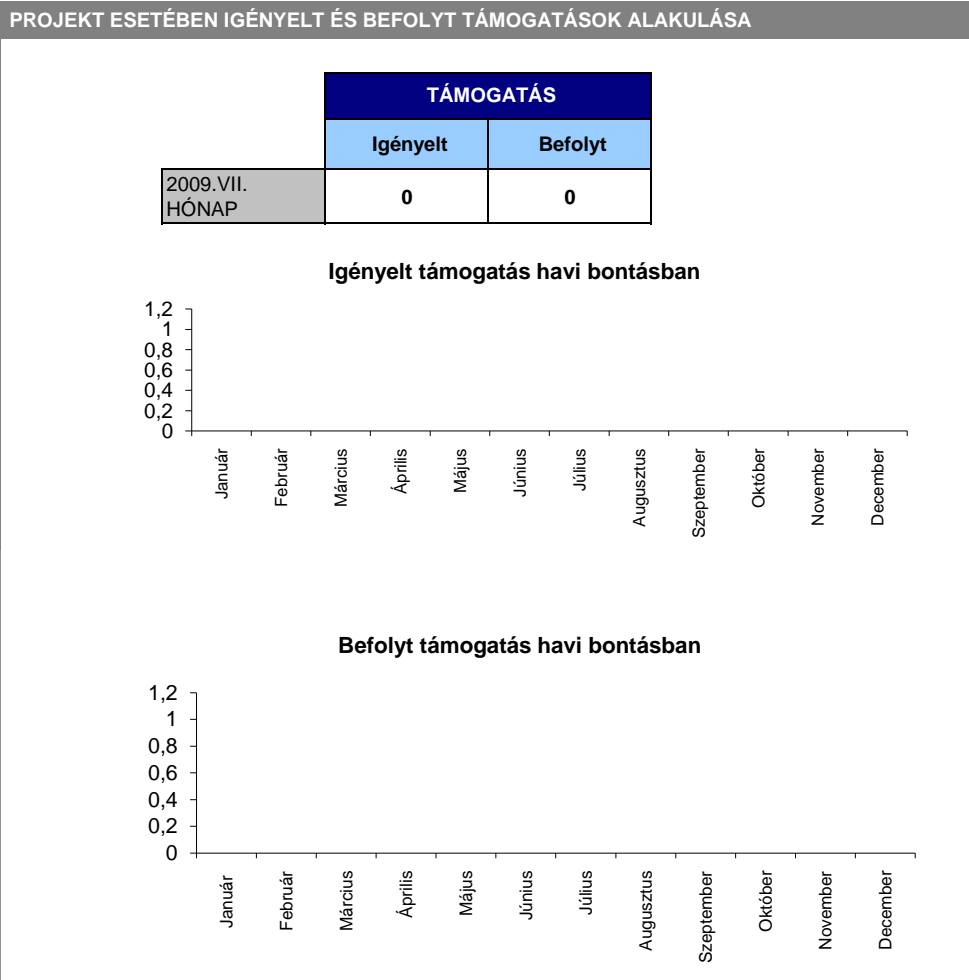 PROJEKT ESETÉBEN IGÉNYELT ÉS BEFOLYT TÁMOGATÁSOK ALAKULÁSA
TÁMOGATÁS
Igényelt Befolyt
2009.VII.
HÓNAP 0 0
Igényelt támogatás havi bontásban
1,2
1
0,8
0,6
0,4
0,2
0
Január Február Március Április Május Június Július Augusztus Szeptember Október November December
Befolyt támogatás havi bontásban
1,2
1
0,8
0,6
0,4
0,2
0
Január Február Március Április Május Június Július Augusztus Szeptember Október November December